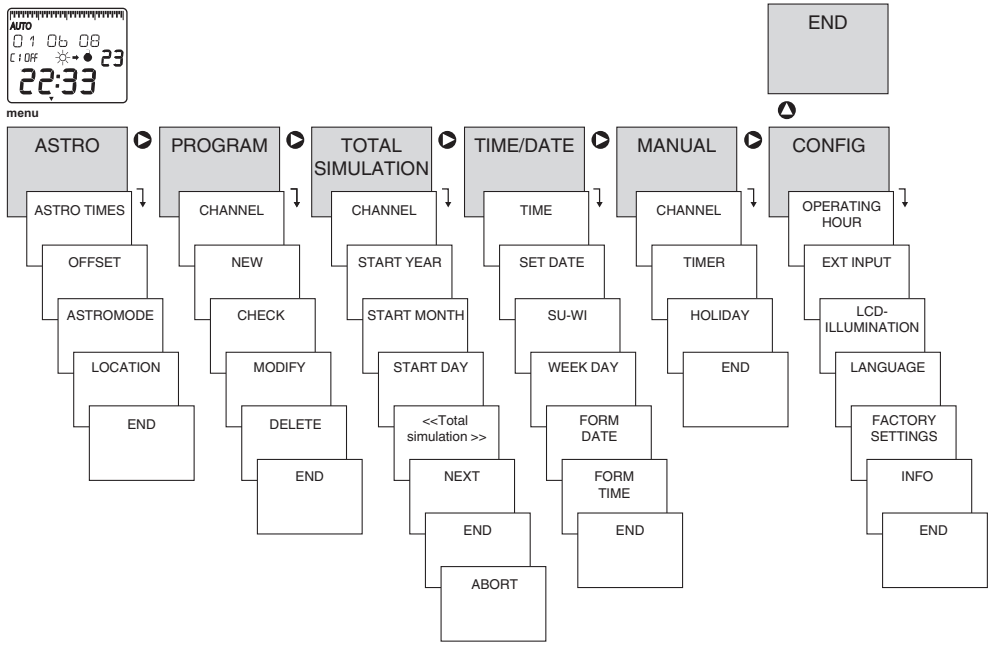 AUTO
01 06 08
C1OFF 23
22:33
menu
END
ASTRO
ASTRO TIMES
OFFSET
ASTROMODE
LOCATION
END
PROGRAM
CHANNEL
NEW
CHECK
MODIFY
DELETE
END
TOTAL
SIMULATION
CHANNEL
START YEAR
START MONTH
START DAY
<<Total
simulation >>
NEXT
END
ABORT
TIME/DATE
TIME
SET DATE
SU-WI
WEEK DAY
FORM
DATE
FORM
TIME
END
MANUAL
CHANNEL
TIMER
HOLIDAY
END
CONFIG
OPERATING
HOUR
EXT INPUT
LCD-
ILLUMINATION
LANGUAGE
FACTORY
SETTINGS
INFO
END